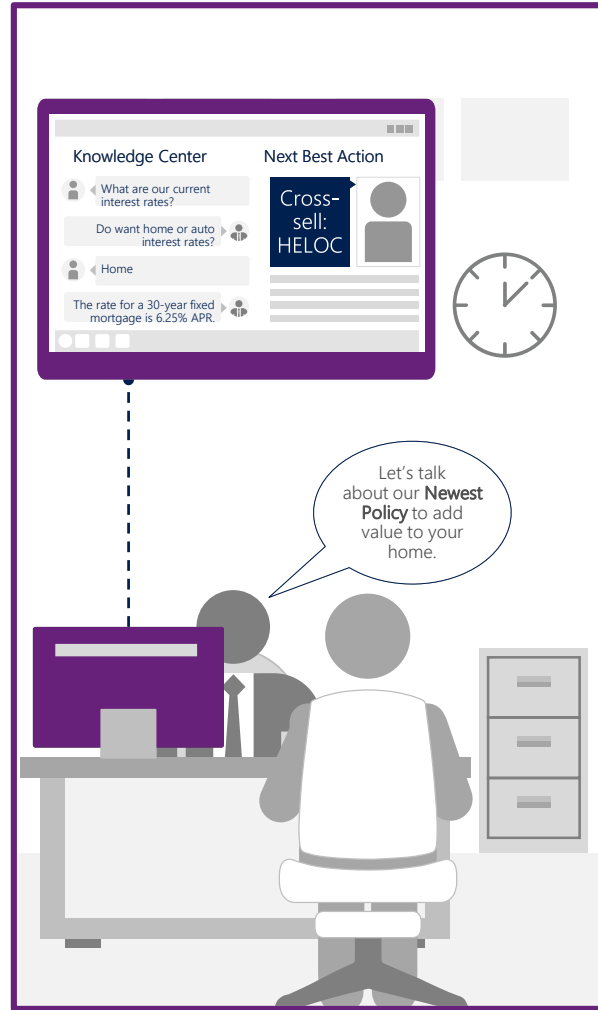 Knowledge Center
What are our current
interest rates?
Do want home or auto
interest rates?
Home
The rate for a 30-year fixed
mortgage is 6.25% APR.
Next Best Action
Cross-
sell:
HELOC
Let's talk
about our Newest
Policy to add
value to your
home.